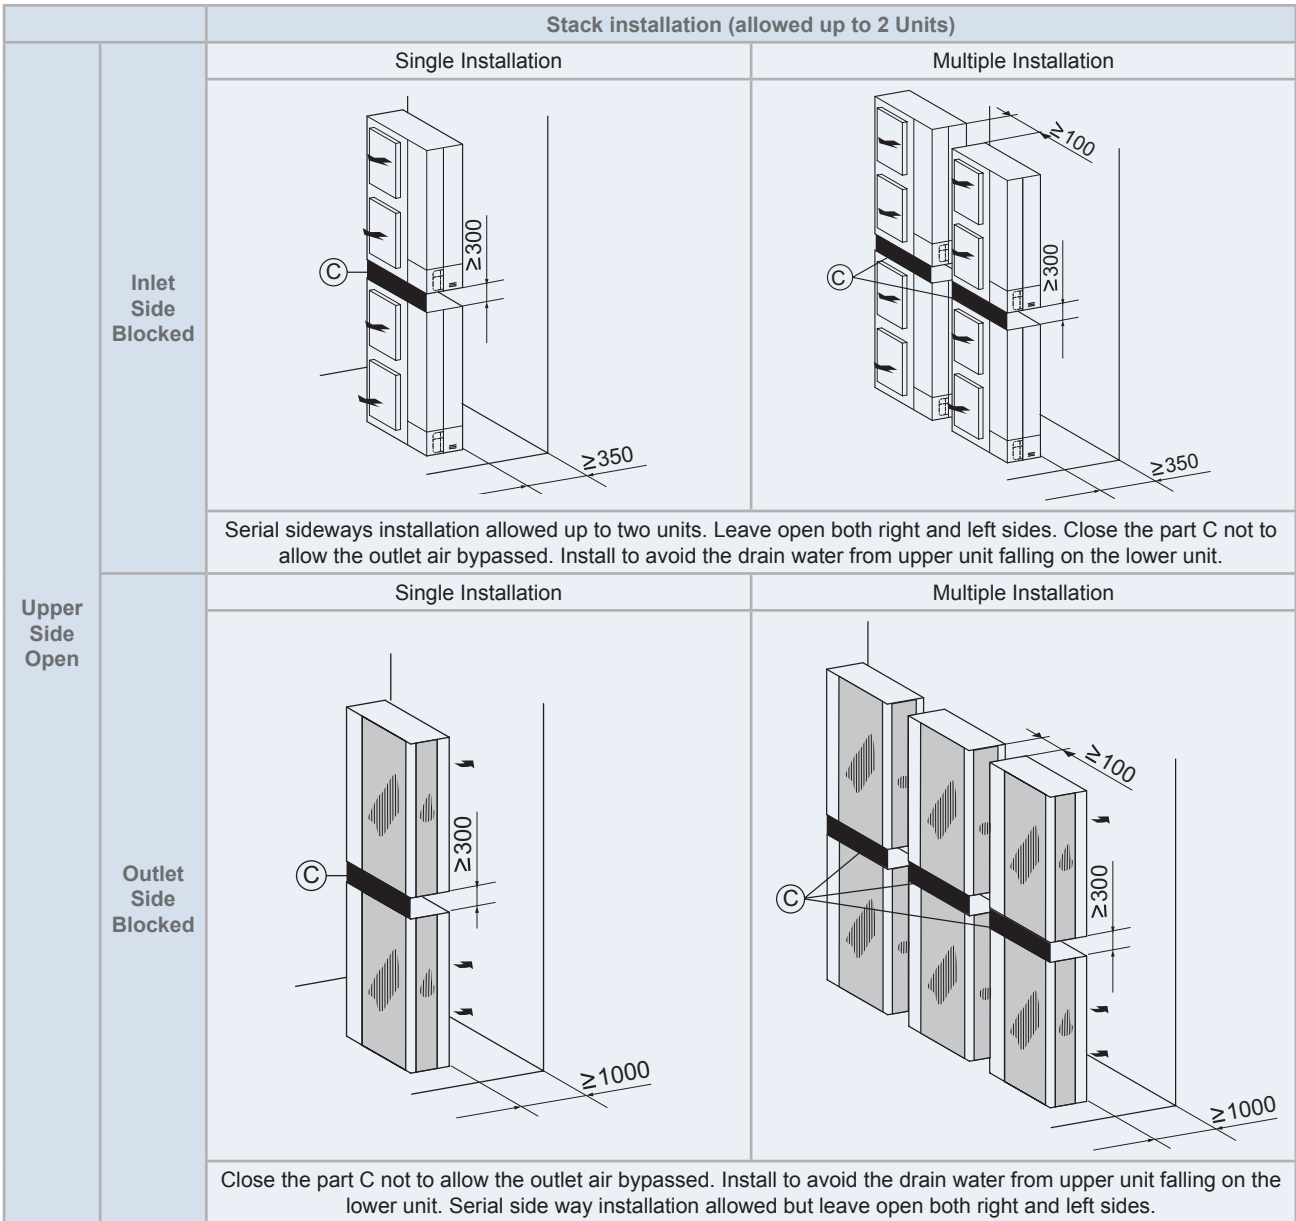 Stack installation (allowed up to 2 Units)
Upper
Side
Open
Inlet
Side
Blocked
Single Installation
Multiple Installation
C
≥300
≥350
≥100
C
≥300
≥350
Serial sideways installation allowed up to two units. Leave open both right and left sides. Close the part C not to
allow the outlet air bypassed. Install to avoid the drain water from upper unit falling on the lower unit.
Outlet
Side
Blocked
Single Installation
Multiple Installation
C
≥300
≥1000
≥100
C
≥300
≥1000
Close the part C not to allow the outlet air bypassed. Install to avoid the drain water from upper unit falling on the
lower unit. Serial side way installation allowed but leave open both right and left sides.